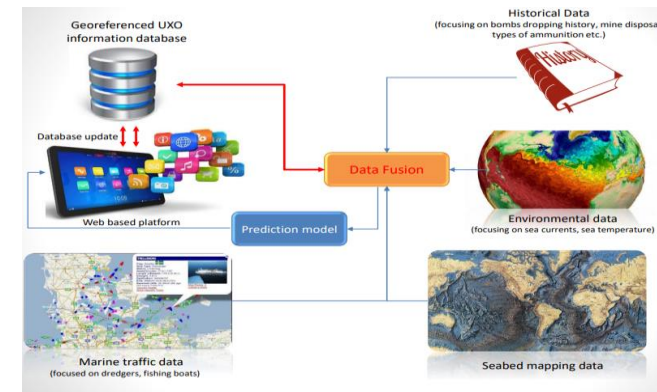 Georeferenced UXO
information database
Historical Data
(focusing on bombs dropping history, mine disposa
types of ammunition etc.)
History
Database update
Data Fusion
Web based platform
Prediction model
Environmental data
(focusing on sea currents, sea temperature)
Marine traffic data
(focused on dredgers, fishing boats)
Seabed mapping data